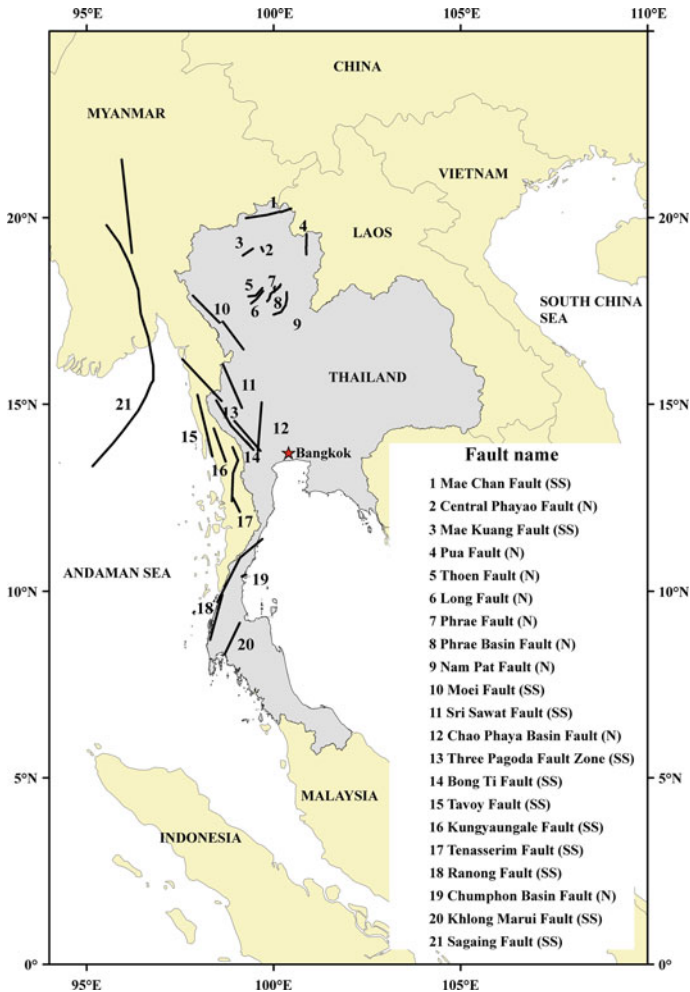 95°E 100°E 105°E 110°E
CHINA
MYANMAR
VIETNAM
20°N 20°N
1
4
3
2
LAOS
5 7
6 8
10
9
SOUTH CHINA
SEA
THAILAND
11
21
15°N 15°N
13
12
15
14
16
Bangkok
17
ANDAMAN SEA
19
10°N 10°N
18
20
5°N 5°N
MALAYSIA
INDONESIA
0° 0°
95°E 100°E 105°E 110°E
Fault name
1 Mae Chan Fault (SS)
2 Central Phayao Fault (N)
3 Mae Kuang Fault (SS)
4 Pua Fault (N)
5 Thoen Fault (N)
6 Long Fault (N)
7 Phrae Fault (N)
8 Phrae Basin Fault (N)
9 Nam Pat Fault (N)
10 Moei Fault (SS)
11 Sri Sawat Fault (SS)
12 Chao Phaya Basin Fault (N)
13 Three Pagoda Fault Zone (SS)
14 Bong Ti Fault (SS)
15 Tavoy Fault (SS)
16 Kungyaungale Fault (SS)
17 Tenasserim Fault (SS)
18 Ranong Fault (SS)
19 Chumphon Basin Fault (N)
20 Khlong Marui Fault (SS)
21 Sagaing Fault (SS)